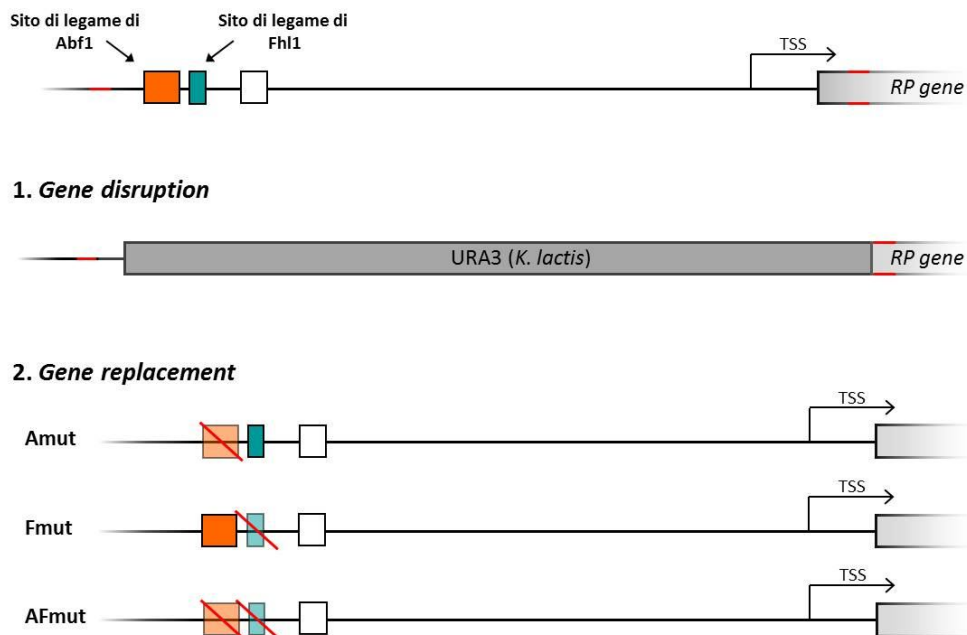 Sito di legame di
Abf1
Sito di legame di
Fhl1
TSS
RP gene
1. Gene disruption
URA3 (K. lactis)
RP gene
2. Gene replacement
TSS
Amut
TSS
Fmut
TSS
AFmut